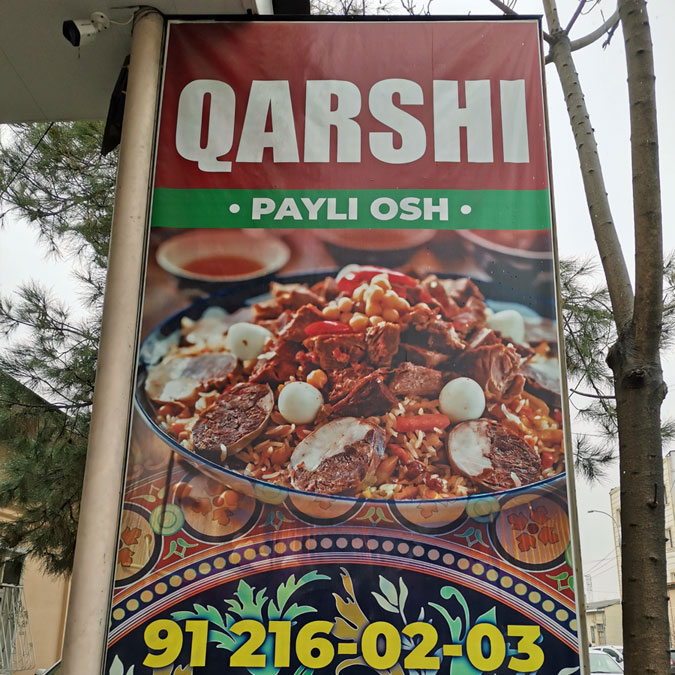 QARSHI
• PAYLI OSH •
91 216-02-03